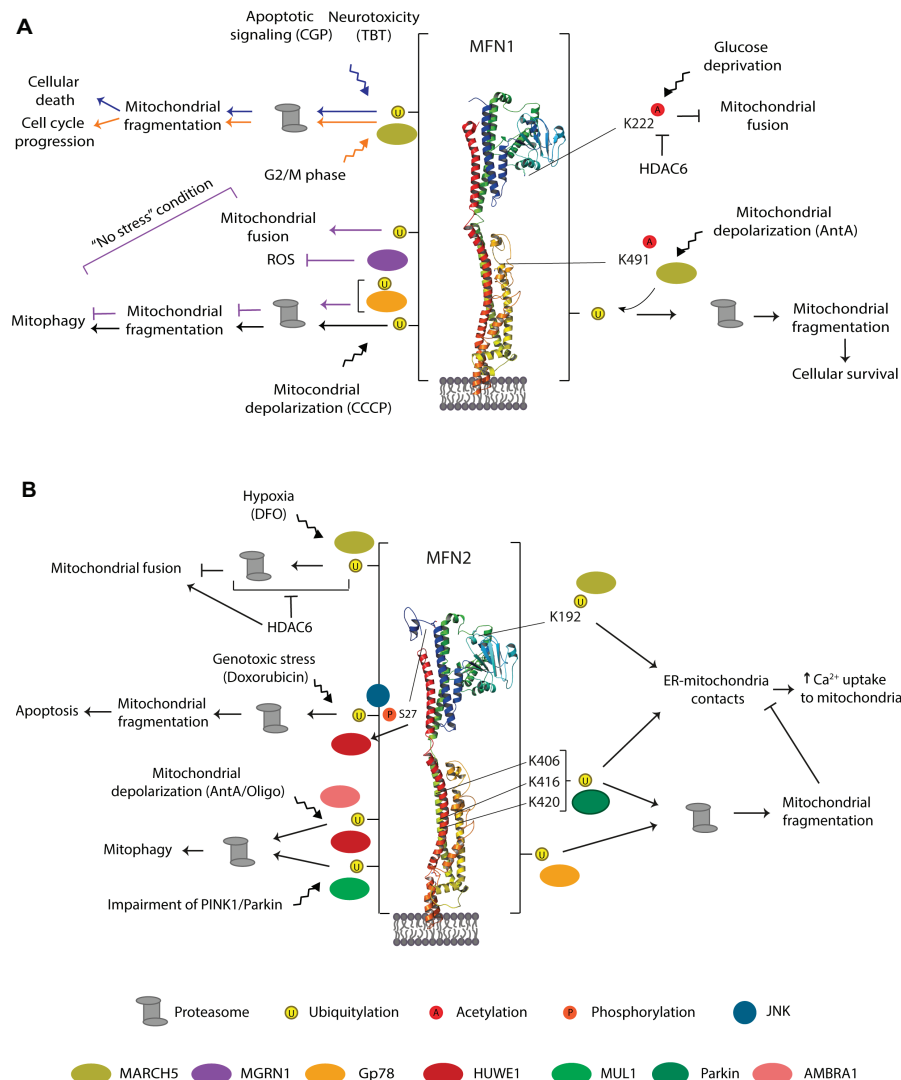 A
Apoptotic
signaling (CGP)
Neurotoxicity
(TBT)
MFN1
Glucose
deprivation
Cellular
death
Cell cycle
progression
Mitochondrial
fragmentation
U
A
K222
Mitochondrial
fusion
HDAC6
G2/M phase
"No stress" condition
Mitochondrial
fusion
U
ROS
U
Mitophagy
Mitochondrial
fragmentation
U
Mitocondrial
depolarization (CCCP)
Mitochondrial
depolarization (AntA)
A
K491
U
Mitochondrial
fragmentation
Cellular survival
B
Hypoxia
(DFO)
MFN2
Mitochondrial fusion
U
HDAC6
Genotoxic stress
(Doxorubicin)
Apoptosis
Mitochondrial
fragmentation
U
P
S27
Mitochondrial
depolarization (AntA/Oligo)
U
Mitophagy
U
Impairment of PINK1/Parkin
U
K192
ER-mitochondria
contacts
↑ Ca²⁺ uptake
to mitochondria
K406
K416
K420
U
Mitochondrial
fragmentation
U
Proteasome
U Ubiquitylation
A Acetylation
P Phosphorylation
JNK
MARCH5
MGRN1
Gp78
HUWE1
MUL1
Parkin
AMBRA1